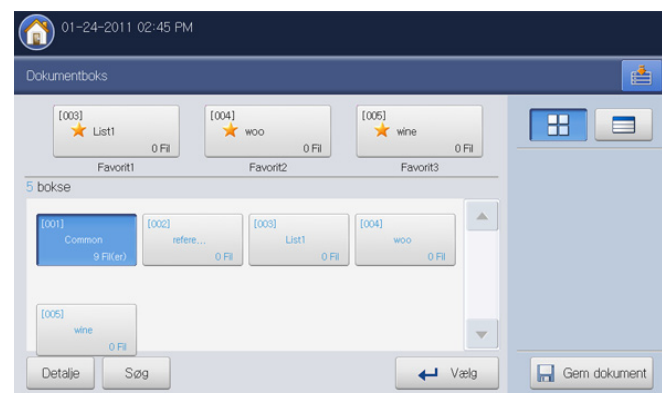 01-24-2011 02:45 PM
Dokumentboks
[003] [004] [005]
List1 woo wine
0 Fil 0 Fil 0 Fil
Favorit1 Favorit2 Favorit3
5 bokse
[001] [002] [003] [004]
Common refere... List1 woo
9 Fil(er) 0 Fil 0 Fil 0 Fil
[005]
wine
0 Fil
Detalje Søg Vælg Gem dokument